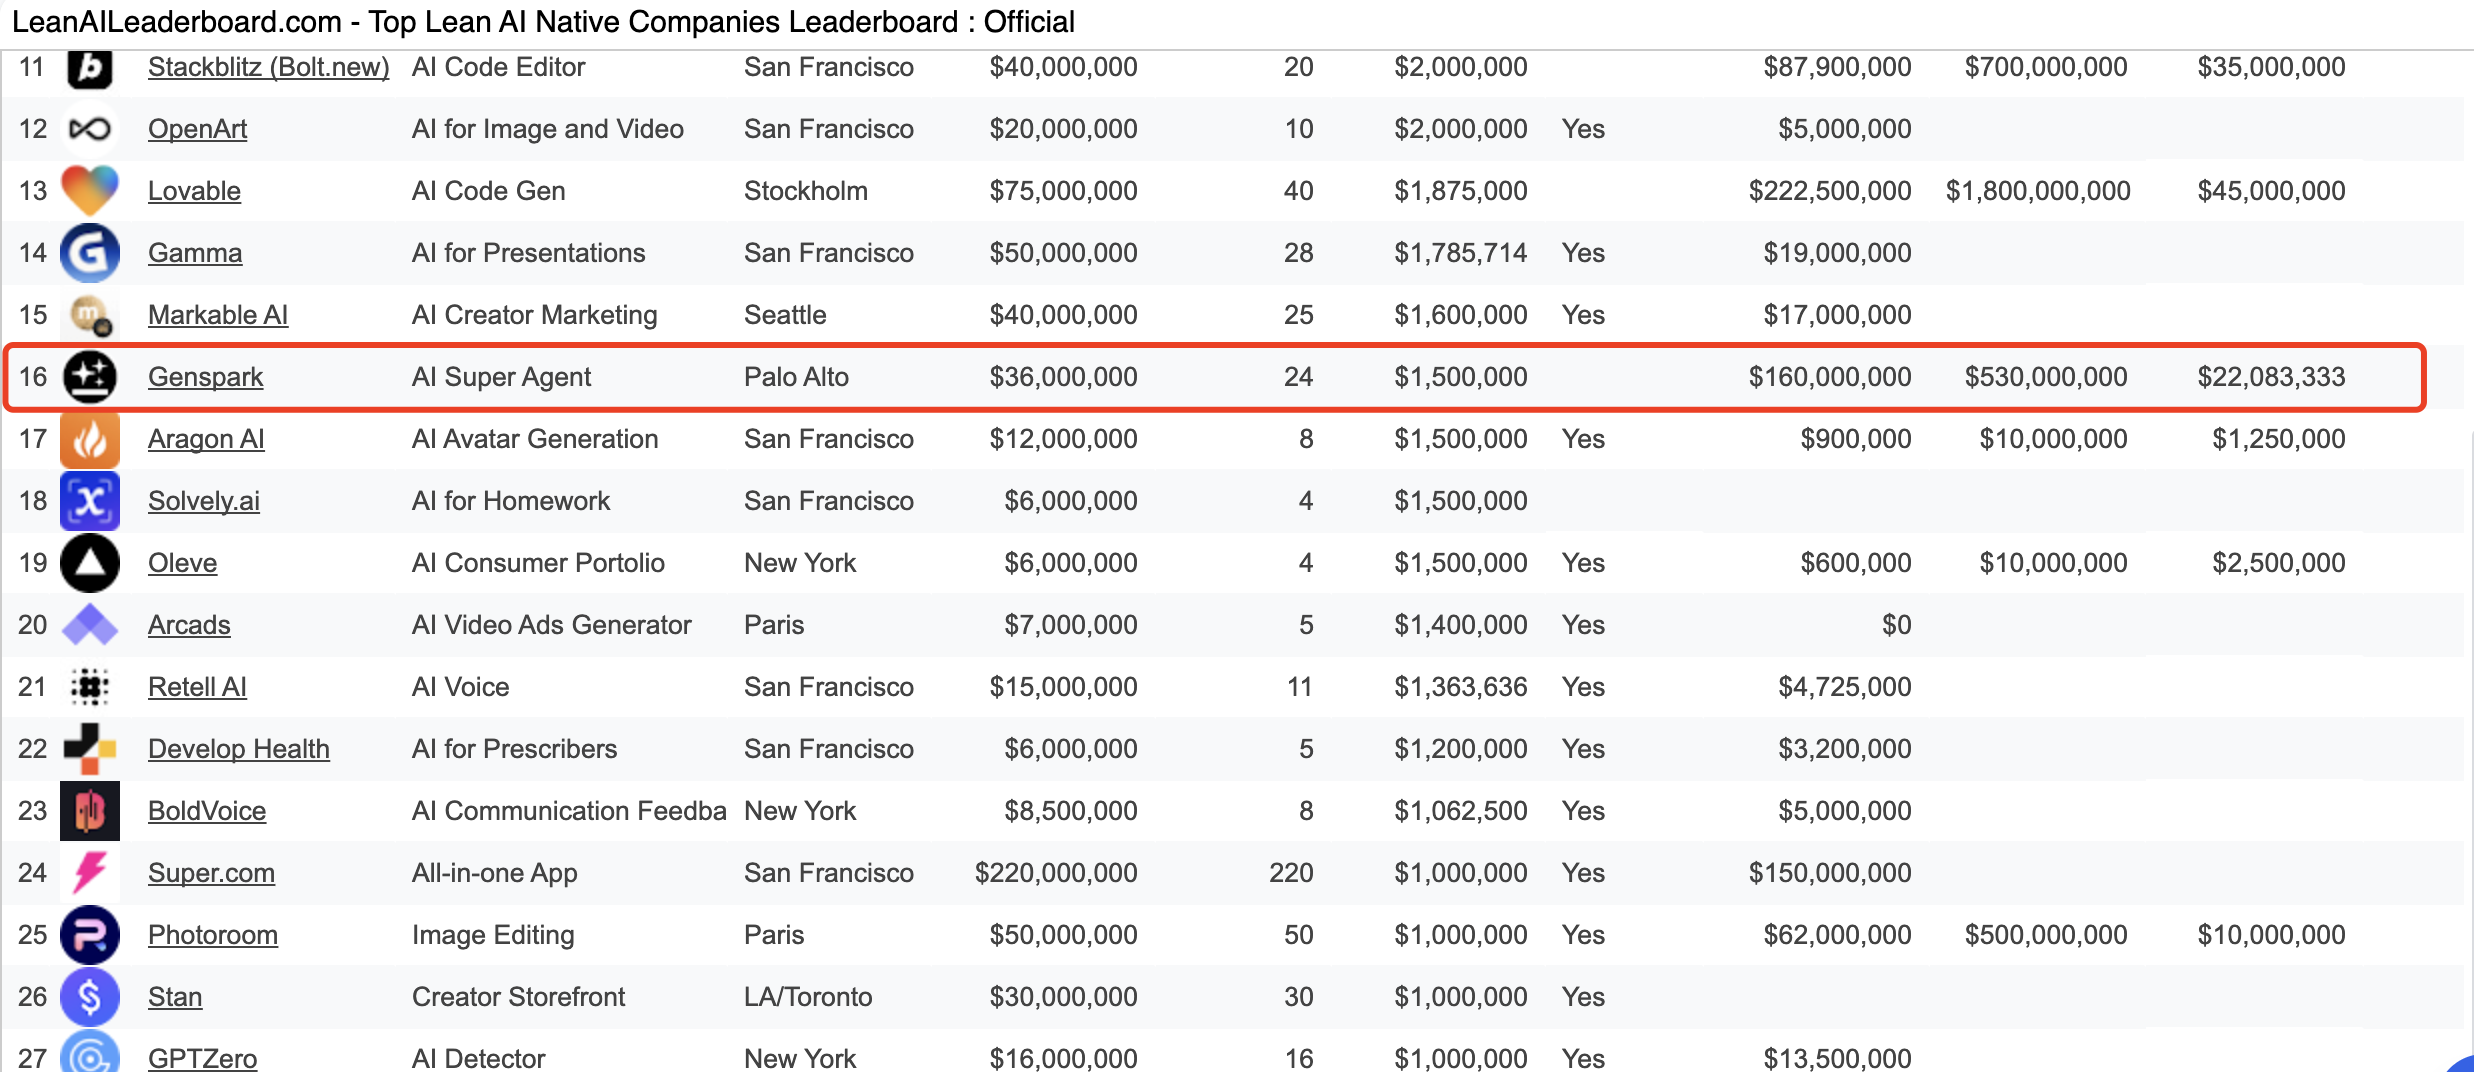 LeanAILeaderboard.com - Top Lean AI Native Companies Leaderboard : Official
11 b Stackblitz (Bolt.new) AI Code Editor San Francisco $40,000,000 20 $2,000,000 $87,900,000 $700,000,000 $35,000,000
12 OpenArt AI for Image and Video San Francisco $20,000,000 10 $2,000,000 Yes $5,000,000
13 Lovable AI Code Gen Stockholm $75,000,000 40 $1,875,000 $222,500,000 $1,800,000,000 $45,000,000
14 G Gamma AI for Presentations San Francisco $50,000,000 28 $1,785,714 Yes $19,000,000
15 m Markable AI AI Creator Marketing Seattle $40,000,000 25 $1,600,000 Yes $17,000,000
16 Genspark AI Super Agent Palo Alto $36,000,000 24 $1,500,000 $160,000,000 $530,000,000 $22,083,333
17 Aragon AI AI Avatar Generation San Francisco $12,000,000 8 $1,500,000 Yes $900,000 $10,000,000 $1,250,000
18 x Solvely.ai AI for Homework San Francisco $6,000,000 4 $1,500,000
19 Oleve AI Consumer Portolio New York $6,000,000 4 $1,500,000 Yes $600,000 $10,000,000 $2,500,000
20 Arcads AI Video Ads Generator Paris $7,000,000 5 $1,400,000 Yes $0
21 Retell AI AI Voice San Francisco $15,000,000 11 $1,363,636 Yes $4,725,000
22 Develop Health AI for Prescribers San Francisco $6,000,000 5 $1,200,000 Yes $3,200,000
23 B BoldVoice AI Communication Feedba New York $8,500,000 8 $1,062,500 Yes $5,000,000
24 Super.com All-in-one App San Francisco $220,000,000 220 $1,000,000 Yes $150,000,000
25 R Photoroom Image Editing Paris $50,000,000 50 $1,000,000 Yes $62,000,000 $500,000,000 $10,000,000
26 $ Stan Creator Storefront LA/Toronto $30,000,000 30 $1,000,000 Yes
27 G GPTZero AI Detector New York $16,000,000 16 $1,000,000 Yes $13,500,000